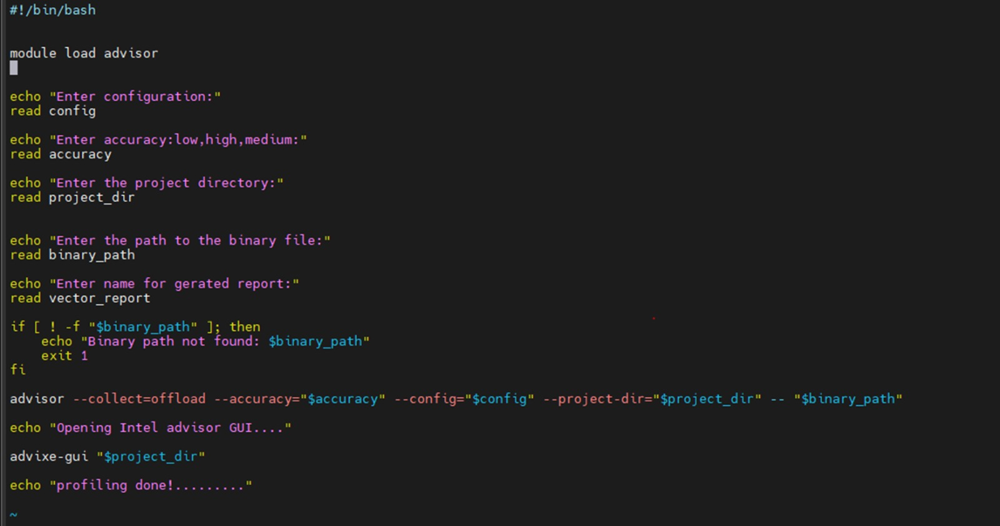 #!/bin/bash
module load advisor
echo "Enter configuration:"
read config
echo "Enter accuracy:low,high,medium:"
read accuracy
echo "Enter the project directory:"
read project_dir
echo "Enter the path to the binary file:"
read binary_path
echo "Enter name for gerated report:"
read vector_report
if [ ! -f "$binary_path" ]; then
    echo "Binary path not found: $binary_path"
    exit 1
fi
advisor --collect=offload --accuracy="$accuracy" --config="$config" --project-dir="$project_dir" -- "$binary_path"
echo "Opening Intel advisor GUI...."
advixe-gui "$project_dir"
echo "profiling done!........."
~